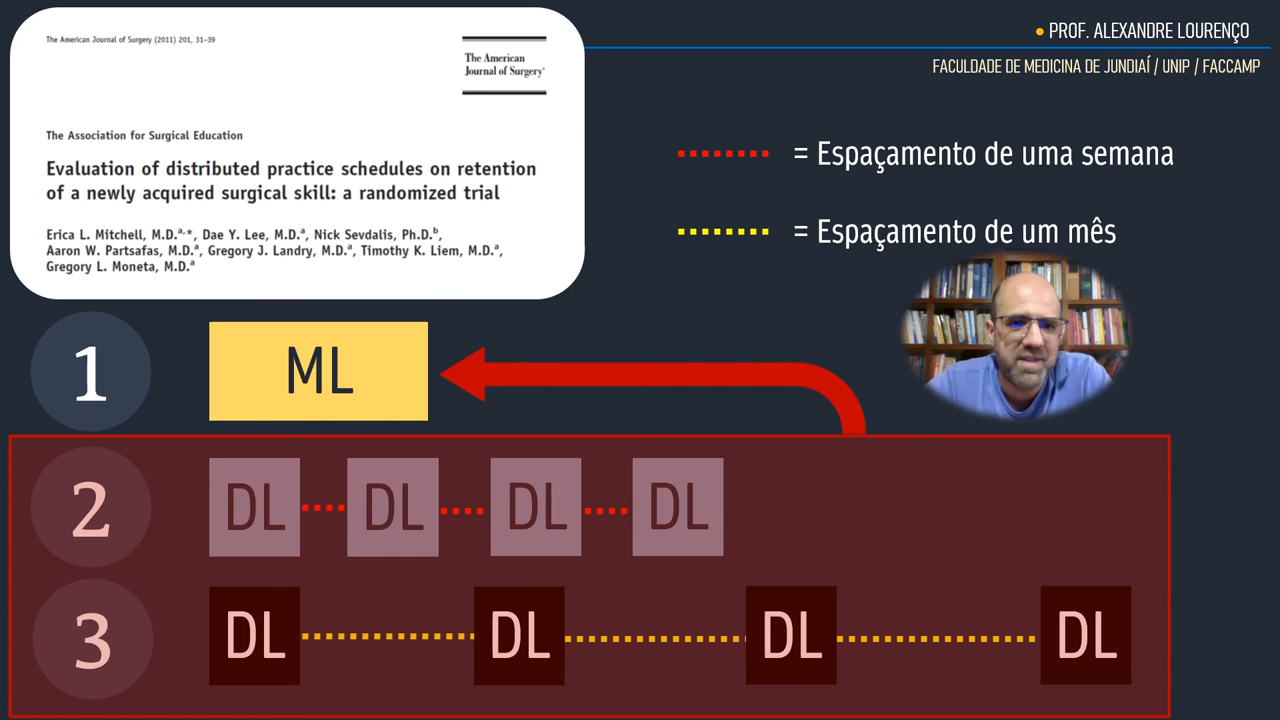 The American Journal of Surgery (2011) 201, 31–39
The American
Journal of Surgery®
The Association for Surgical Education
Evaluation of distributed practice schedules on retention
of a newly acquired surgical skill: a randomized trial
Erica L. Mitchell, M.D.a,*, Dae Y. Lee, M.D.a, Nick Sevdalis, Ph.D.b,
Aaron W. Partsafas, M.D.a, Gregory J. Landry, M.D.a, Timothy K. Liem, M.D.a,
Gregory L. Moneta, M.D.a
PROF. ALEXANDRE LOURENÇO
FACULDADE DE MEDICINA DE JUNDIAÍ / UNIP / FACCAMP
= Espaçamento de uma semana
= Espaçamento de um mês
1 ML
2 DL DL DL DL
3 DL DL DL DL